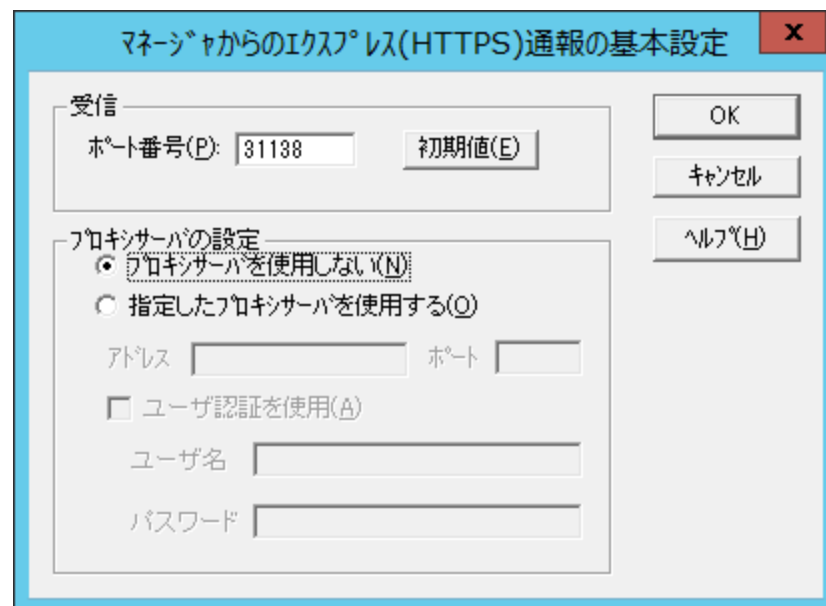 ﾏﾈｰｼﾞｬからのｴｸｽﾌﾟﾚｽ(HTTPS)通報の基本設定
x
受信
ﾎﾟｰﾄ番号(P): 31138 初期値(E)
OK
ｷｬﾝｾﾙ
ﾍﾙﾌﾟ(H)
ﾌﾟﾛｷｼｻｰﾊﾞの設定
ﾌﾟﾛｷｼｻｰﾊﾞを使用しない(N)
指定したﾌﾟﾛｷｼｻｰﾊﾞを使用する(O)
ｱﾄﾞﾚｽ ﾎﾟｰﾄ
ユーザ認証を使用(A)
ユーザ名
パスワード